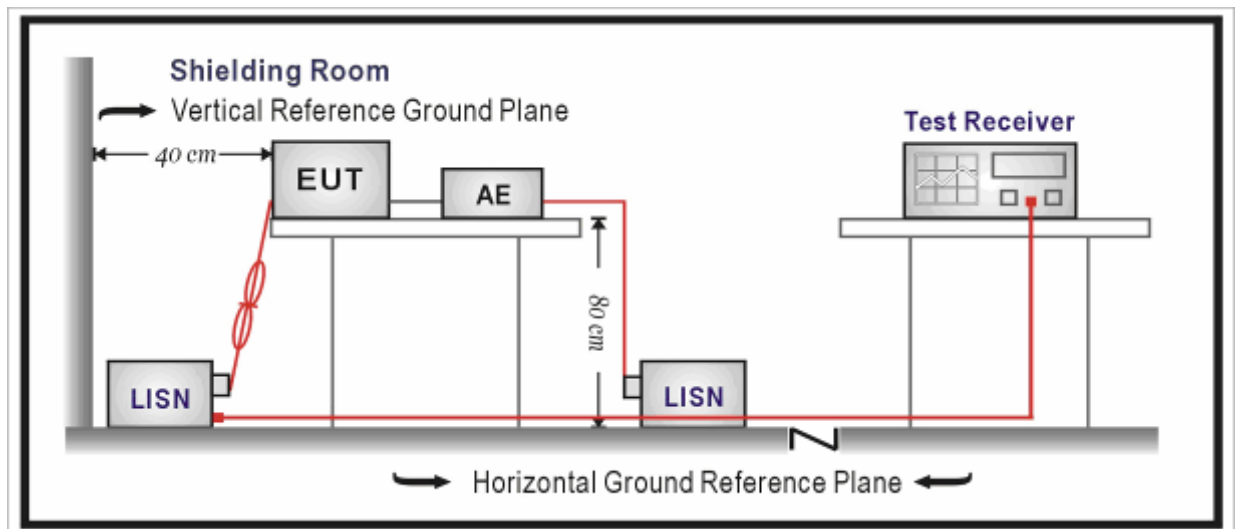 Shielding Room
Vertical Reference Ground Plane
40 cm
EUT
AE
Test Receiver
80 cm
LISN
LISN
Horizontal Ground Reference Plane